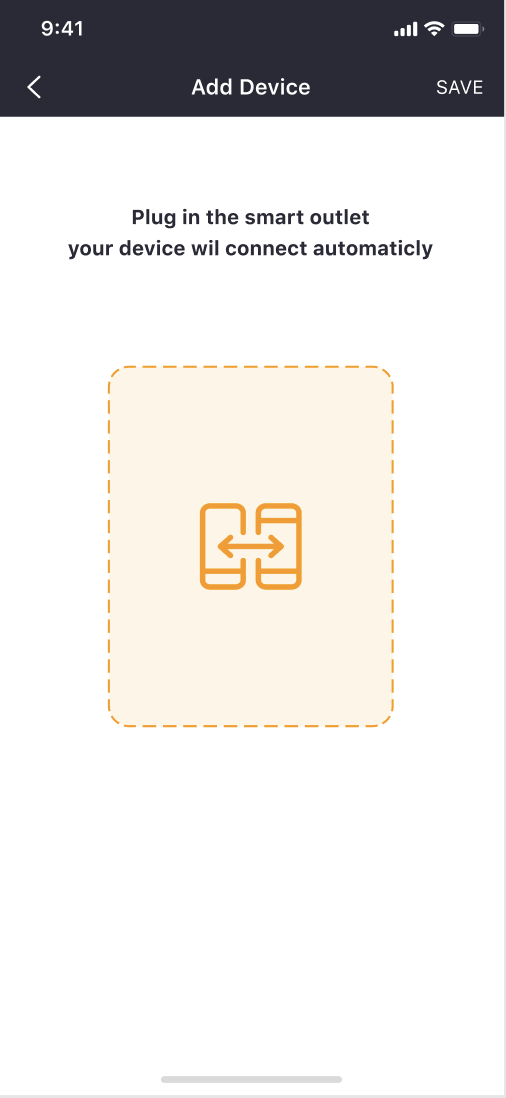 9:41
Add Device
SAVE
Plug in the smart outlet
your device wil connect automaticly